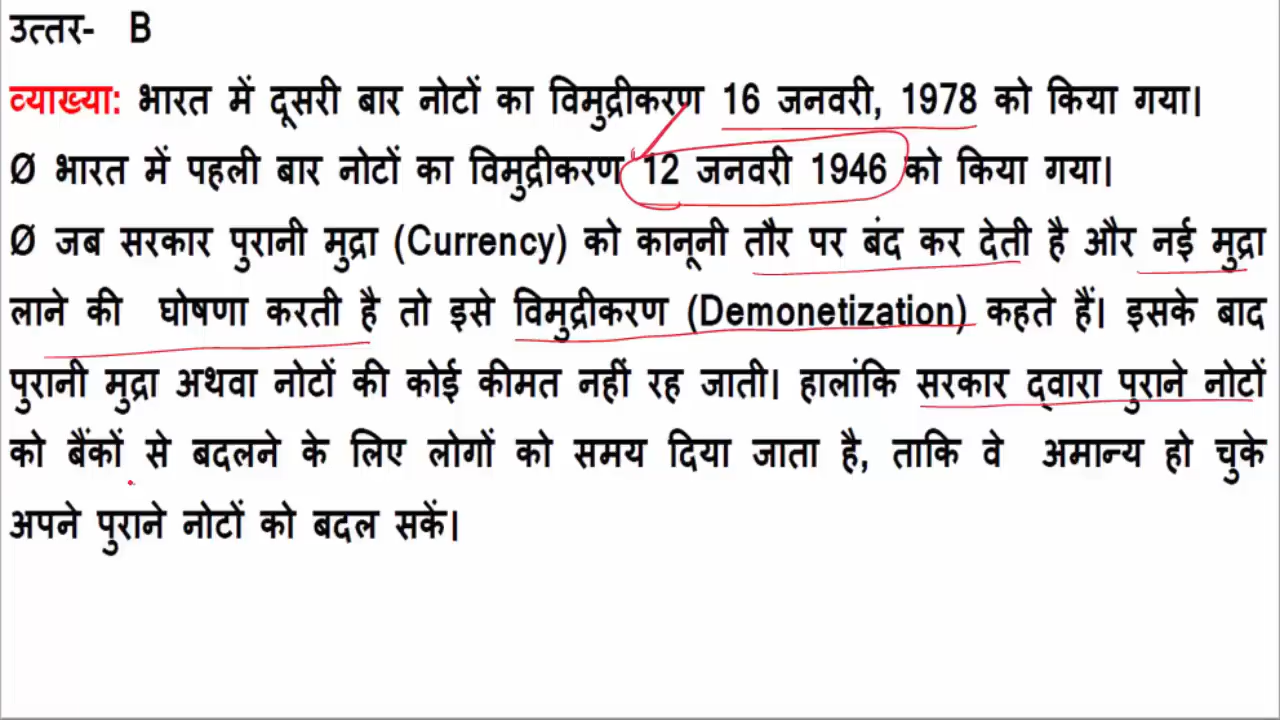 उत्तर- B
व्याख्या: भारत में दूसरी बार नोटों का विमुद्रीकरण 16 जनवरी, 1978 को किया गया।
Ø भारत में पहली बार नोटों का विमुद्रीकरण 12 जनवरी 1946 को किया गया।
Ø जब सरकार पुरानी मुद्रा (Currency) को कानूनी तौर पर बंद कर देती है और नई मुद्रा
लाने की घोषणा करती है तो इसे विमुद्रीकरण (Demonetization) कहते हैं। इसके बाद
पुरानी मुद्रा अथवा नोटों की कोई कीमत नहीं रह जाती। हालांकि सरकार द्वारा पुराने नोटों
को बैंकों से बदलने के लिए लोगों को समय दिया जाता है, ताकि वे अमान्य हो चुके
अपने पुराने नोटों को बदल सकें।